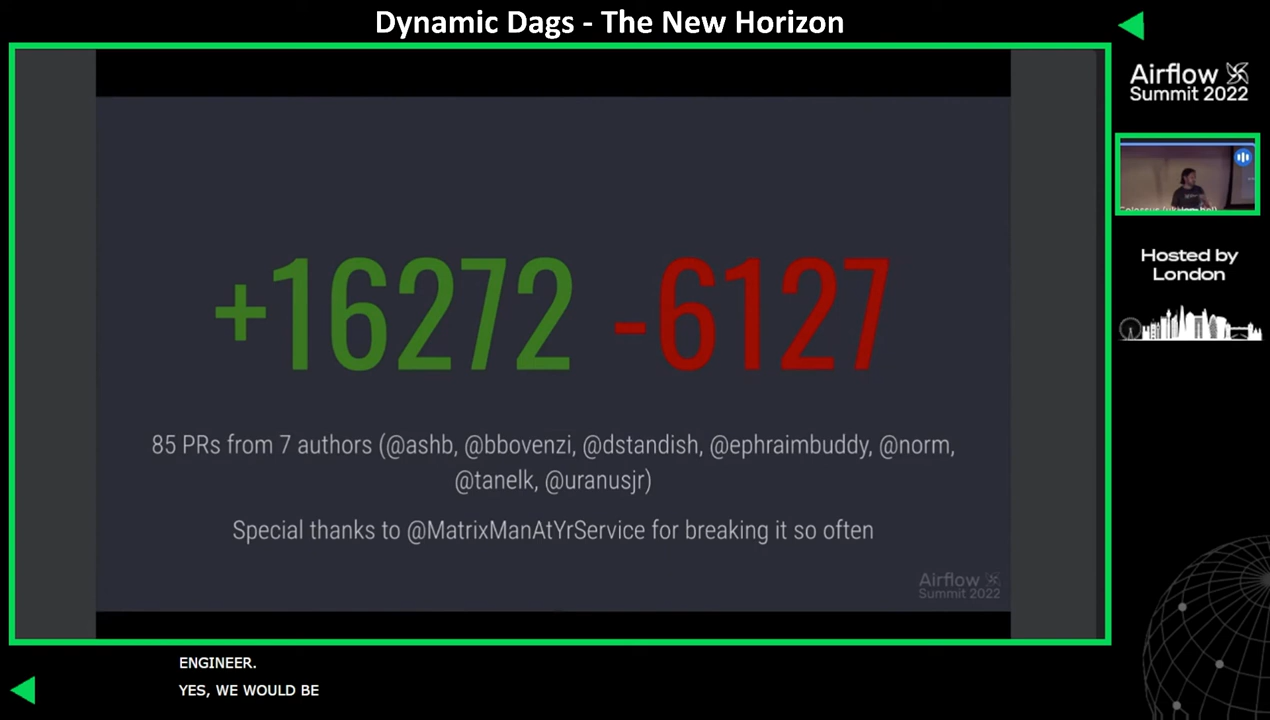 Dynamic Dags - The New Horizon
+16272 -6127
85 PRs from 7 authors (@ashb, @bbovenzi, @dstandish, @ephraimbuddy, @norm,
@tanelk, @uranusjr)
Special thanks to @MatrixManAtYrService for breaking it so often
Airflow
Summit 2022
Airflow
Summit 2022
Hosted by
London
ENGINEER.
YES, WE WOULD BE